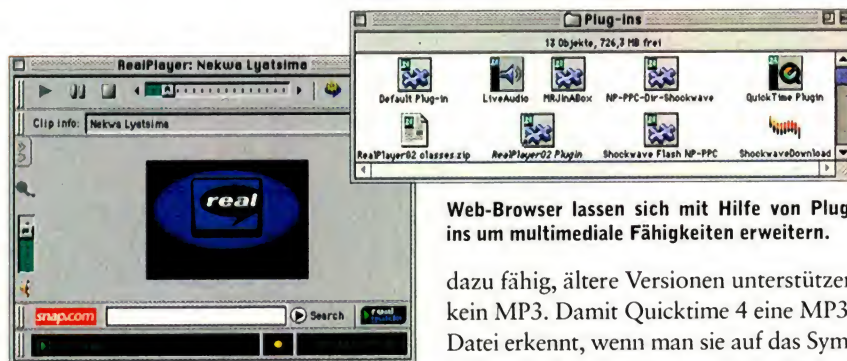 Plug-ins
13 Objekte, 726,3 MB frei
Default Plug-in
LiveAudio
MRJInABox
NP-PPC-Dir-Shockwave
QuickTime Plugin
RealPlayer02 classes.zip
RealPlayer02 Plugin
Shockwave Flash NP-PPC
ShockwaveDownload
RealPlayer: Nekwa Lyatsima
Clip info: Nekwa Lyatsima
real
snap.com
Search
Web-Browser lassen sich mit Hilfe von Plug
ins um multimediale Fähigkeiten erweitern.
dazu fähig, ältere Versionen unterstützen
kein MP3. Damit Quicktime 4 eine MP3
Datei erkennt, wenn man sie auf das Sym